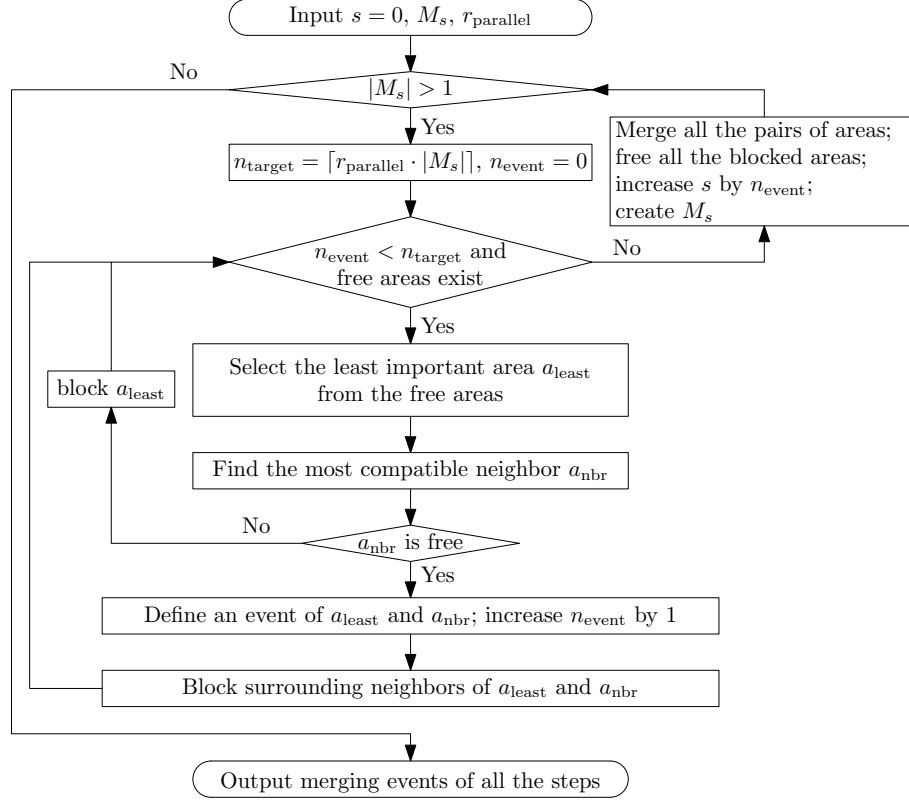 Input s = 0, M_s, r_parallel
No
|M_s| > 1
Yes
n_target = ⌈r_parallel · |M_s|⌉, n_event = 0
Merge all the pairs of areas;
free all the blocked areas;
increase s by n_event;
create M_s
n_event < n_target and
free areas exist
No
Yes
Select the least important area a_least
from the free areas
block a_least
Find the most compatible neighbor a_nbr
No
a_nbr is free
Yes
Define an event of a_least and a_nbr; increase n_event by 1
Block surrounding neighbors of a_least and a_nbr
Output merging events of all the steps